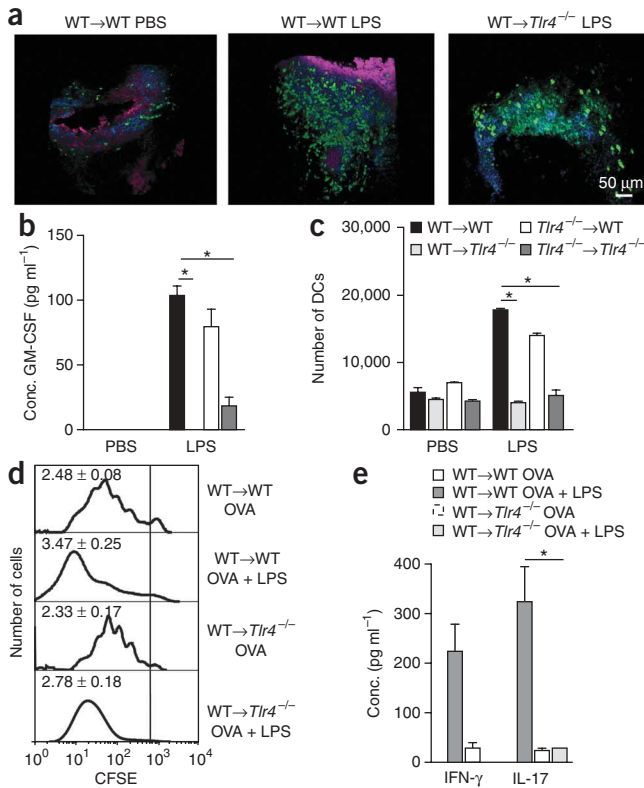 a
WT→WT PBS
WT→WT LPS
WT→Tlr4⁻/⁻ LPS
50 µm
b
Conc. GM-CSF (pg ml⁻¹)
150
100
50
0
*
*
PBS
LPS
c
WT→WT
Tlr4⁻/⁻→WT
WT→Tlr4⁻/⁻
Tlr4⁻/⁻→Tlr4⁻/⁻
Number of DCs
30,000
20,000
10,000
0
*
*
PBS
LPS
d
Number of cells
2.48 ± 0.08
WT→WT
OVA
3.47 ± 0.25
WT→WT
OVA + LPS
2.33 ± 0.17
WT→Tlr4⁻/⁻
OVA
2.78 ± 0.18
WT→Tlr4⁻/⁻
OVA + LPS
10⁰ 10¹ 10² 10³ 10⁴
CFSE
e
WT→WT OVA
WT→WT OVA + LPS
WT→Tlr4⁻/⁻ OVA
WT→Tlr4⁻/⁻ OVA + LPS
Conc. (pg ml⁻¹)
400
300
200
100
0
*
IFN-γ
IL-17